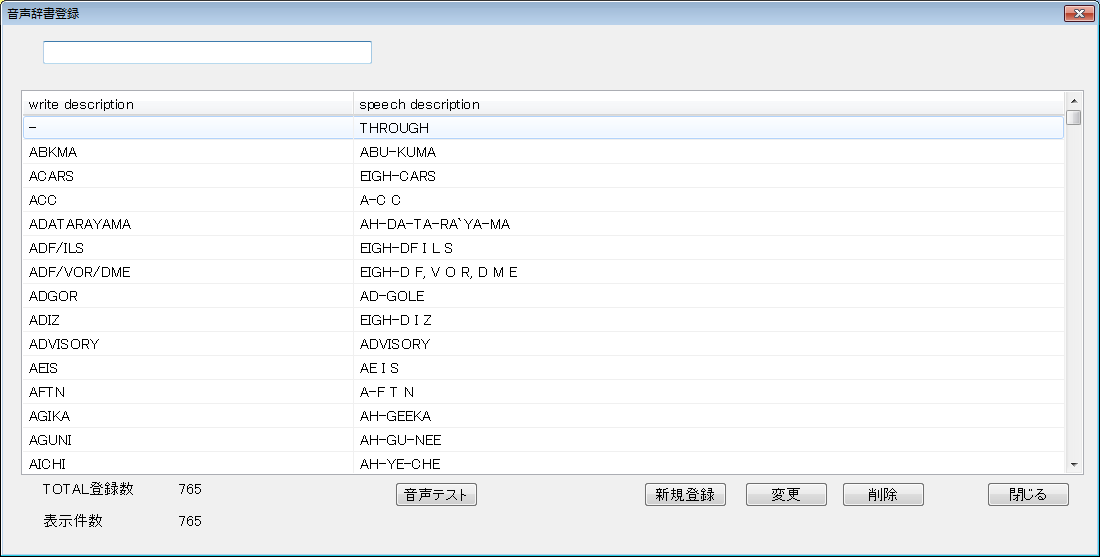 音声辞書登録
write description speech description
- THROUGH
ABKMA ABU-KUMA
ACARS EIGH-CARS
ACC A-C C
ADATARAYAMA AH-DA-TA-RA`YA-MA
ADF/ILS EIGH-DF I L S
ADF/VOR/DME EIGH-D F, V O R, D M E
ADGOR AD-GOLE
ADIZ EIGH-D I Z
ADVISORY ADVISORY
AEIS AE I S
AFTN A-F T N
AGIKA AH-GEEKA
AGUNI AH-GU-NEE
AICHI AH-YE-CHE
TOTAL登録数 765 音声テスト 新規登録 変更 削除 閉じる
表示件数 765